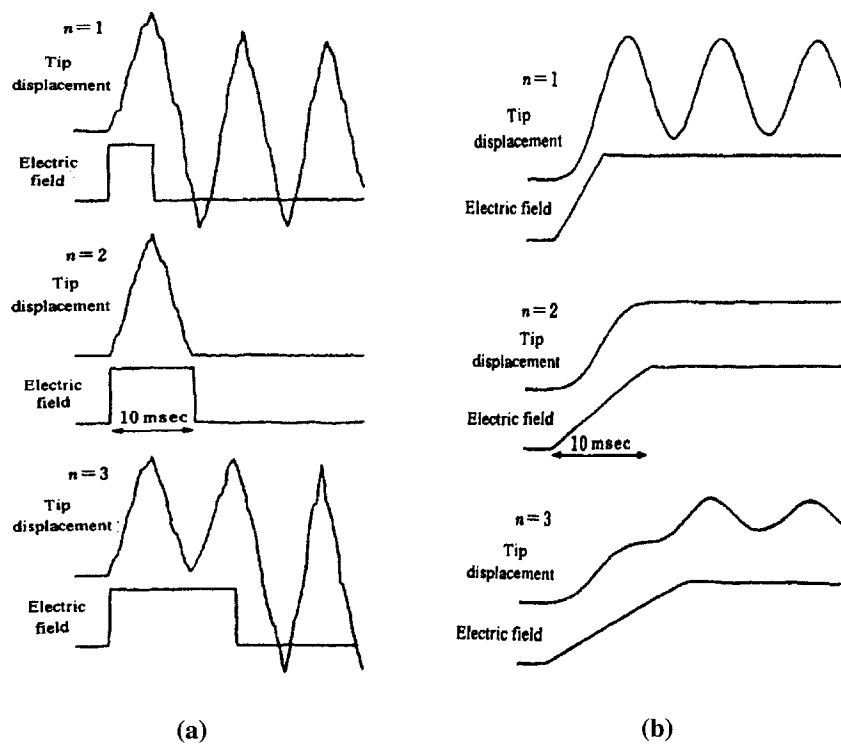 n=1
Tip
displacement
Electric
field
n=2
Tip
displacement
Electric
field
10 msec
n=3
Tip
displacement
Electric
field
(a)
n=1
Tip
displacement
Electric field
n=2
Tip
displacement
Electric field
10 msec
n=3
Tip
displacement
Electric field
(b)